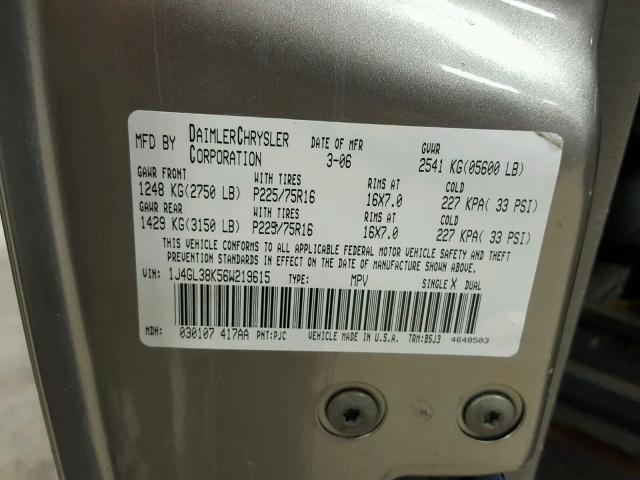 MFD BY DAIMLERCHRYSLER CORPORATION DATE OF MFR 3-06 GVWR 2541 KG(05600 LB)
GAWR FRONT WITH TIRES RIMS AT COLD
1248 KG(2750 LB) P225/75R16 16X7.0 227 KPA( 33 PSI)
GAWR REAR WITH TIRES RIMS AT COLD
1429 KG(3150 LB) P225/75R16 16X7.0 227 KPA( 33 PSI)
THIS VEHICLE CONFORMS TO ALL APPLICABLE FEDERAL MOTOR VEHICLE SAFETY AND THEFT
PREVENTION STANDARDS IN EFFECT ON THE DATE OF MANUFACTURE SHOWN ABOVE.
VIN: 1J4GL38K56W219615 TYPE: MPV SINGLE X DUAL
MDH: 030107 417AA PNT:PJC VEHICLE MADE IN U.S.A. TRM:B5J3 4648503